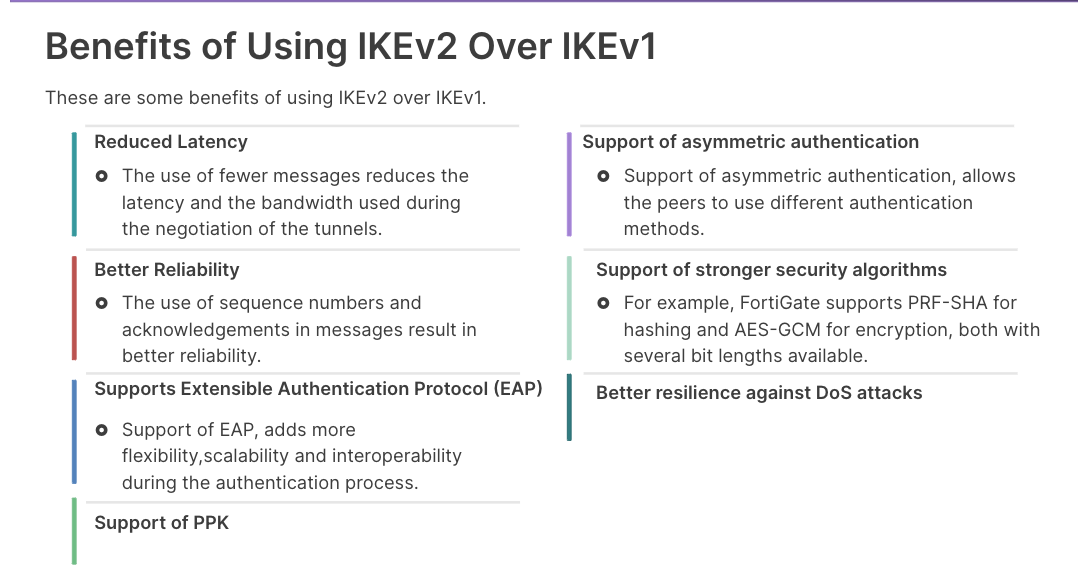 Benefits of Using IKEv2 Over IKEv1
These are some benefits of using IKEv2 over IKEv1.
Reduced Latency
The use of fewer messages reduces the
latency and the bandwidth used during
the negotiation of the tunnels.
Better Reliability
The use of sequence numbers and
acknowledgements in messages result in
better reliability.
Supports Extensible Authentication Protocol (EAP)
Support of EAP, adds more
flexibility,scalability and interoperability
during the authentication process.
Support of PPK
Support of asymmetric authentication
Support of asymmetric authentication, allows
the peers to use different authentication
methods.
Support of stronger security algorithms
For example, FortiGate supports PRF-SHA for
hashing and AES-GCM for encryption, both with
several bit lengths available.
Better resilience against DoS attacks